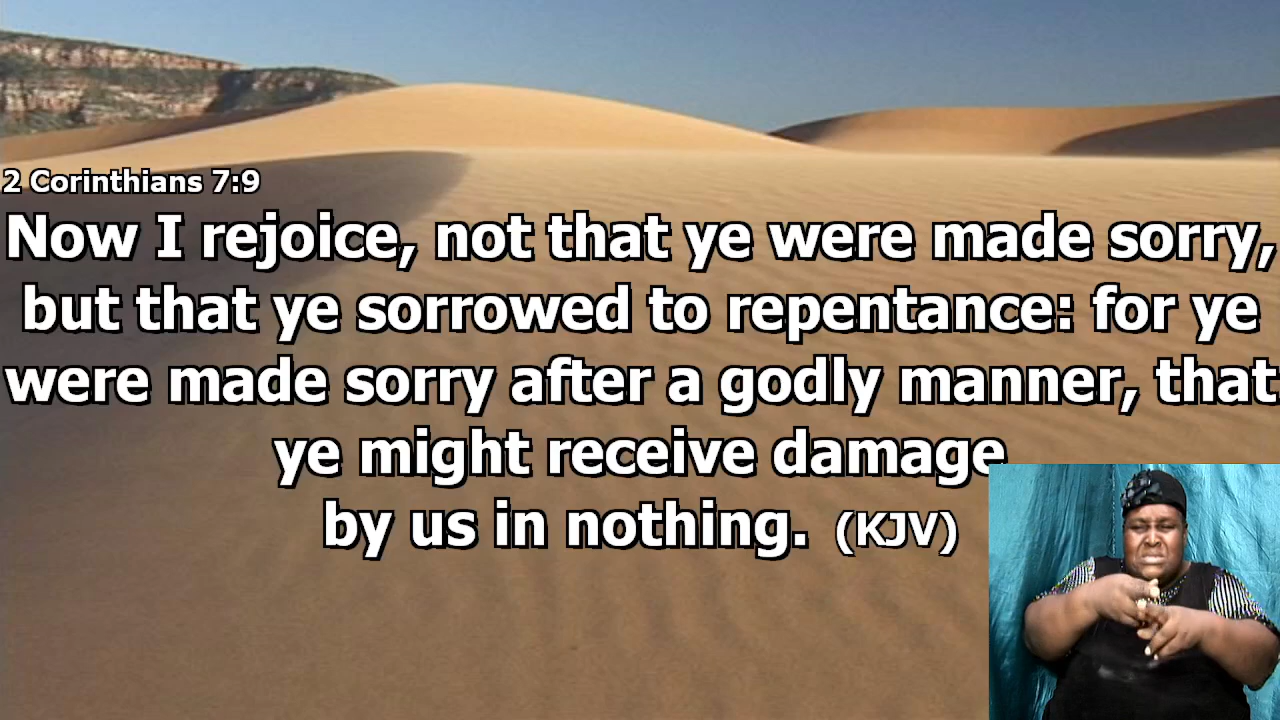 2 Corinthians 7:9
Now I rejoice, not that ye were made sorry,
but that ye sorrowed to repentance: for ye
were made sorry after a godly manner, that
ye might receive damage
by us in nothing. (KJV)